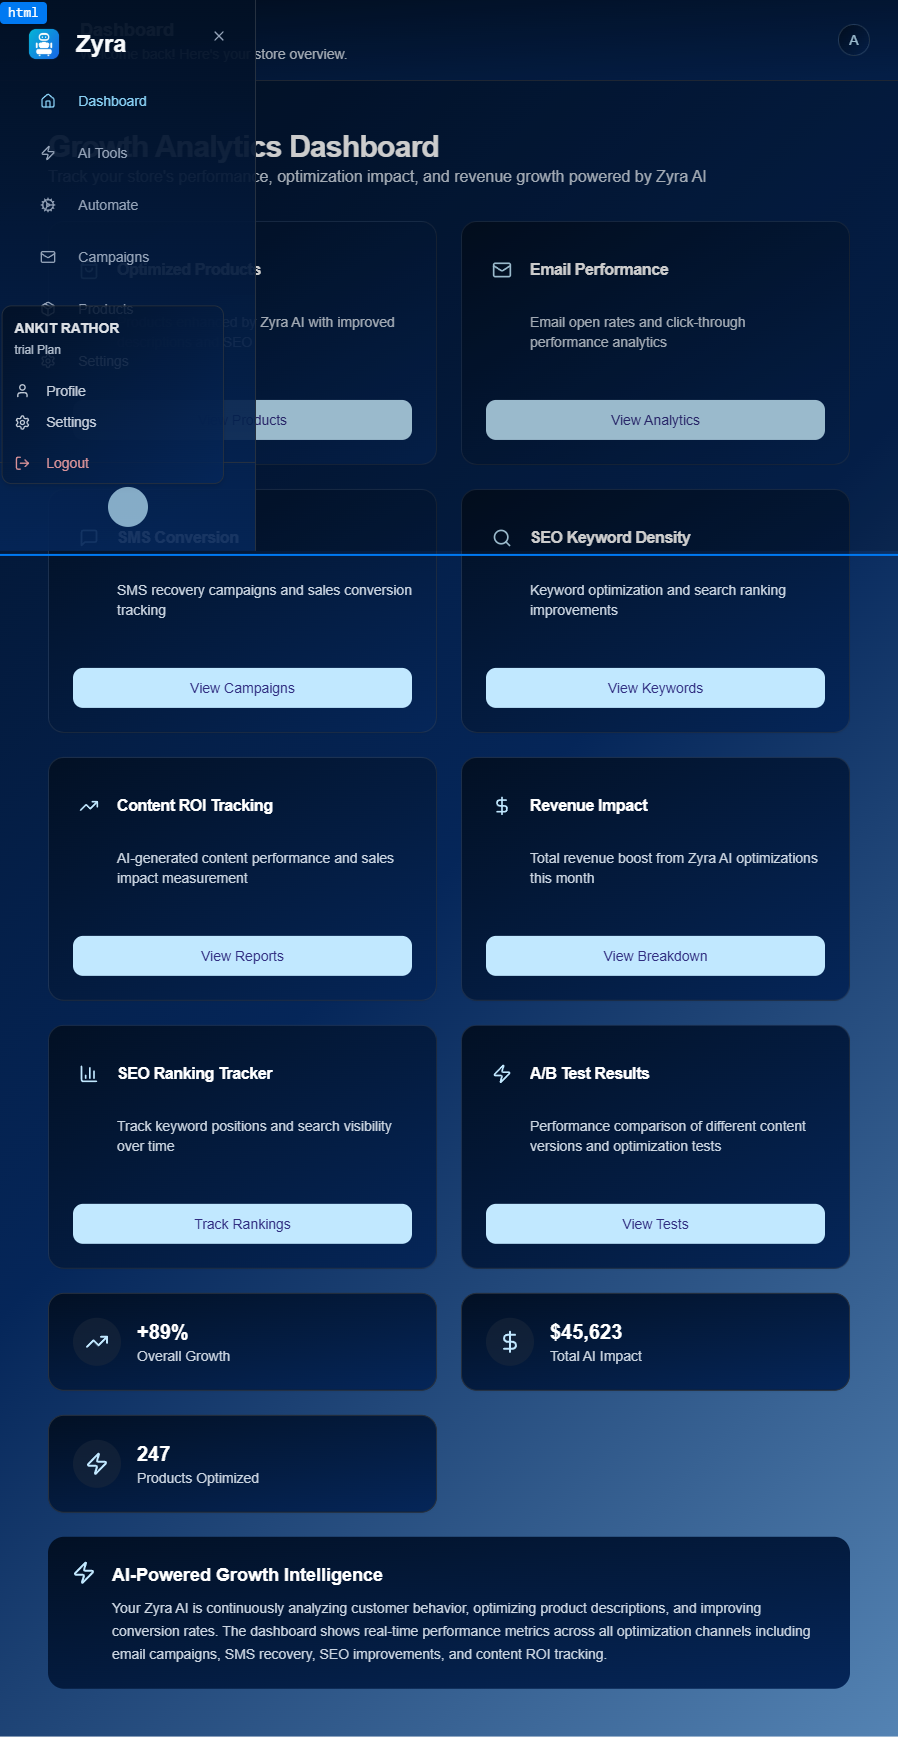 html
Dashboard
Zyra
Welcome back! Here's your store overview.
A
Dashboard
Growth Analytics Dashboard
AI Tools
Track your store's performance, optimization impact, and revenue growth powered by Zyra AI
Automate
Campaigns
Optimized Products
Email Performance
Products
ed by Zyra AI with improved
SEO
Email open rates and click-through
performance analytics
ANKIT RATHOR
trial Plan
Settings
Profile
Settings
Logout
Products
View Analytics
SMS Conversion
SEO Keyword Density
SMS recovery campaigns and sales conversion
tracking
Keyword optimization and search ranking
improvements
View Campaigns
View Keywords
Content ROI Tracking
Revenue Impact
AI-generated content performance and sales
impact measurement
Total revenue boost from Zyra AI optimizations
this month
View Reports
View Breakdown
SEO Ranking Tracker
A/B Test Results
Track keyword positions and search visibility
over time
Performance comparison of different content
versions and optimization tests
Track Rankings
View Tests
+89%
Overall Growth
$45,623
Total AI Impact
247
Products Optimized
AI-Powered Growth Intelligence
Your Zyra AI is continuously analyzing customer behavior, optimizing product descriptions, and improving
conversion rates. The dashboard shows real-time performance metrics across all optimization channels including
email campaigns, SMS recovery, SEO improvements, and content ROI tracking.